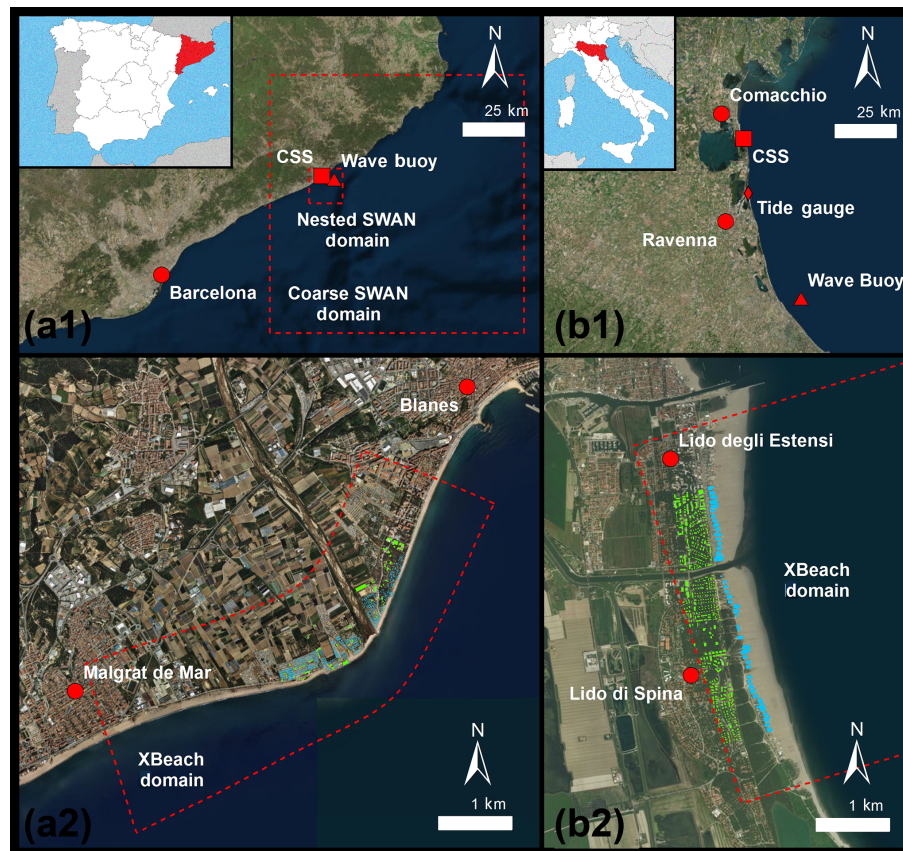 N
25 km
CSS
Wave buoy
Nested SWAN
domain
Barcelona
Coarse SWAN
domain
(a1)
N
25 km
Comacchio
CSS
Tide gauge
Ravenna
Wave Buoy
(b1)
Blanes
Malgrat de Mar
XBeach
domain
N
1 km
(a2)
Lido degli Estensi
XBeach
domain
Lido di Spina
N
1 km
(b2)